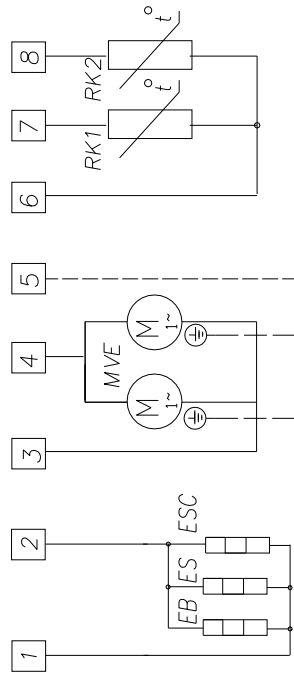 1 2 3 4 5 6 7 8
RK1 RK2
MVE
M M
1~ 1~
t° t°
EB ES ESC